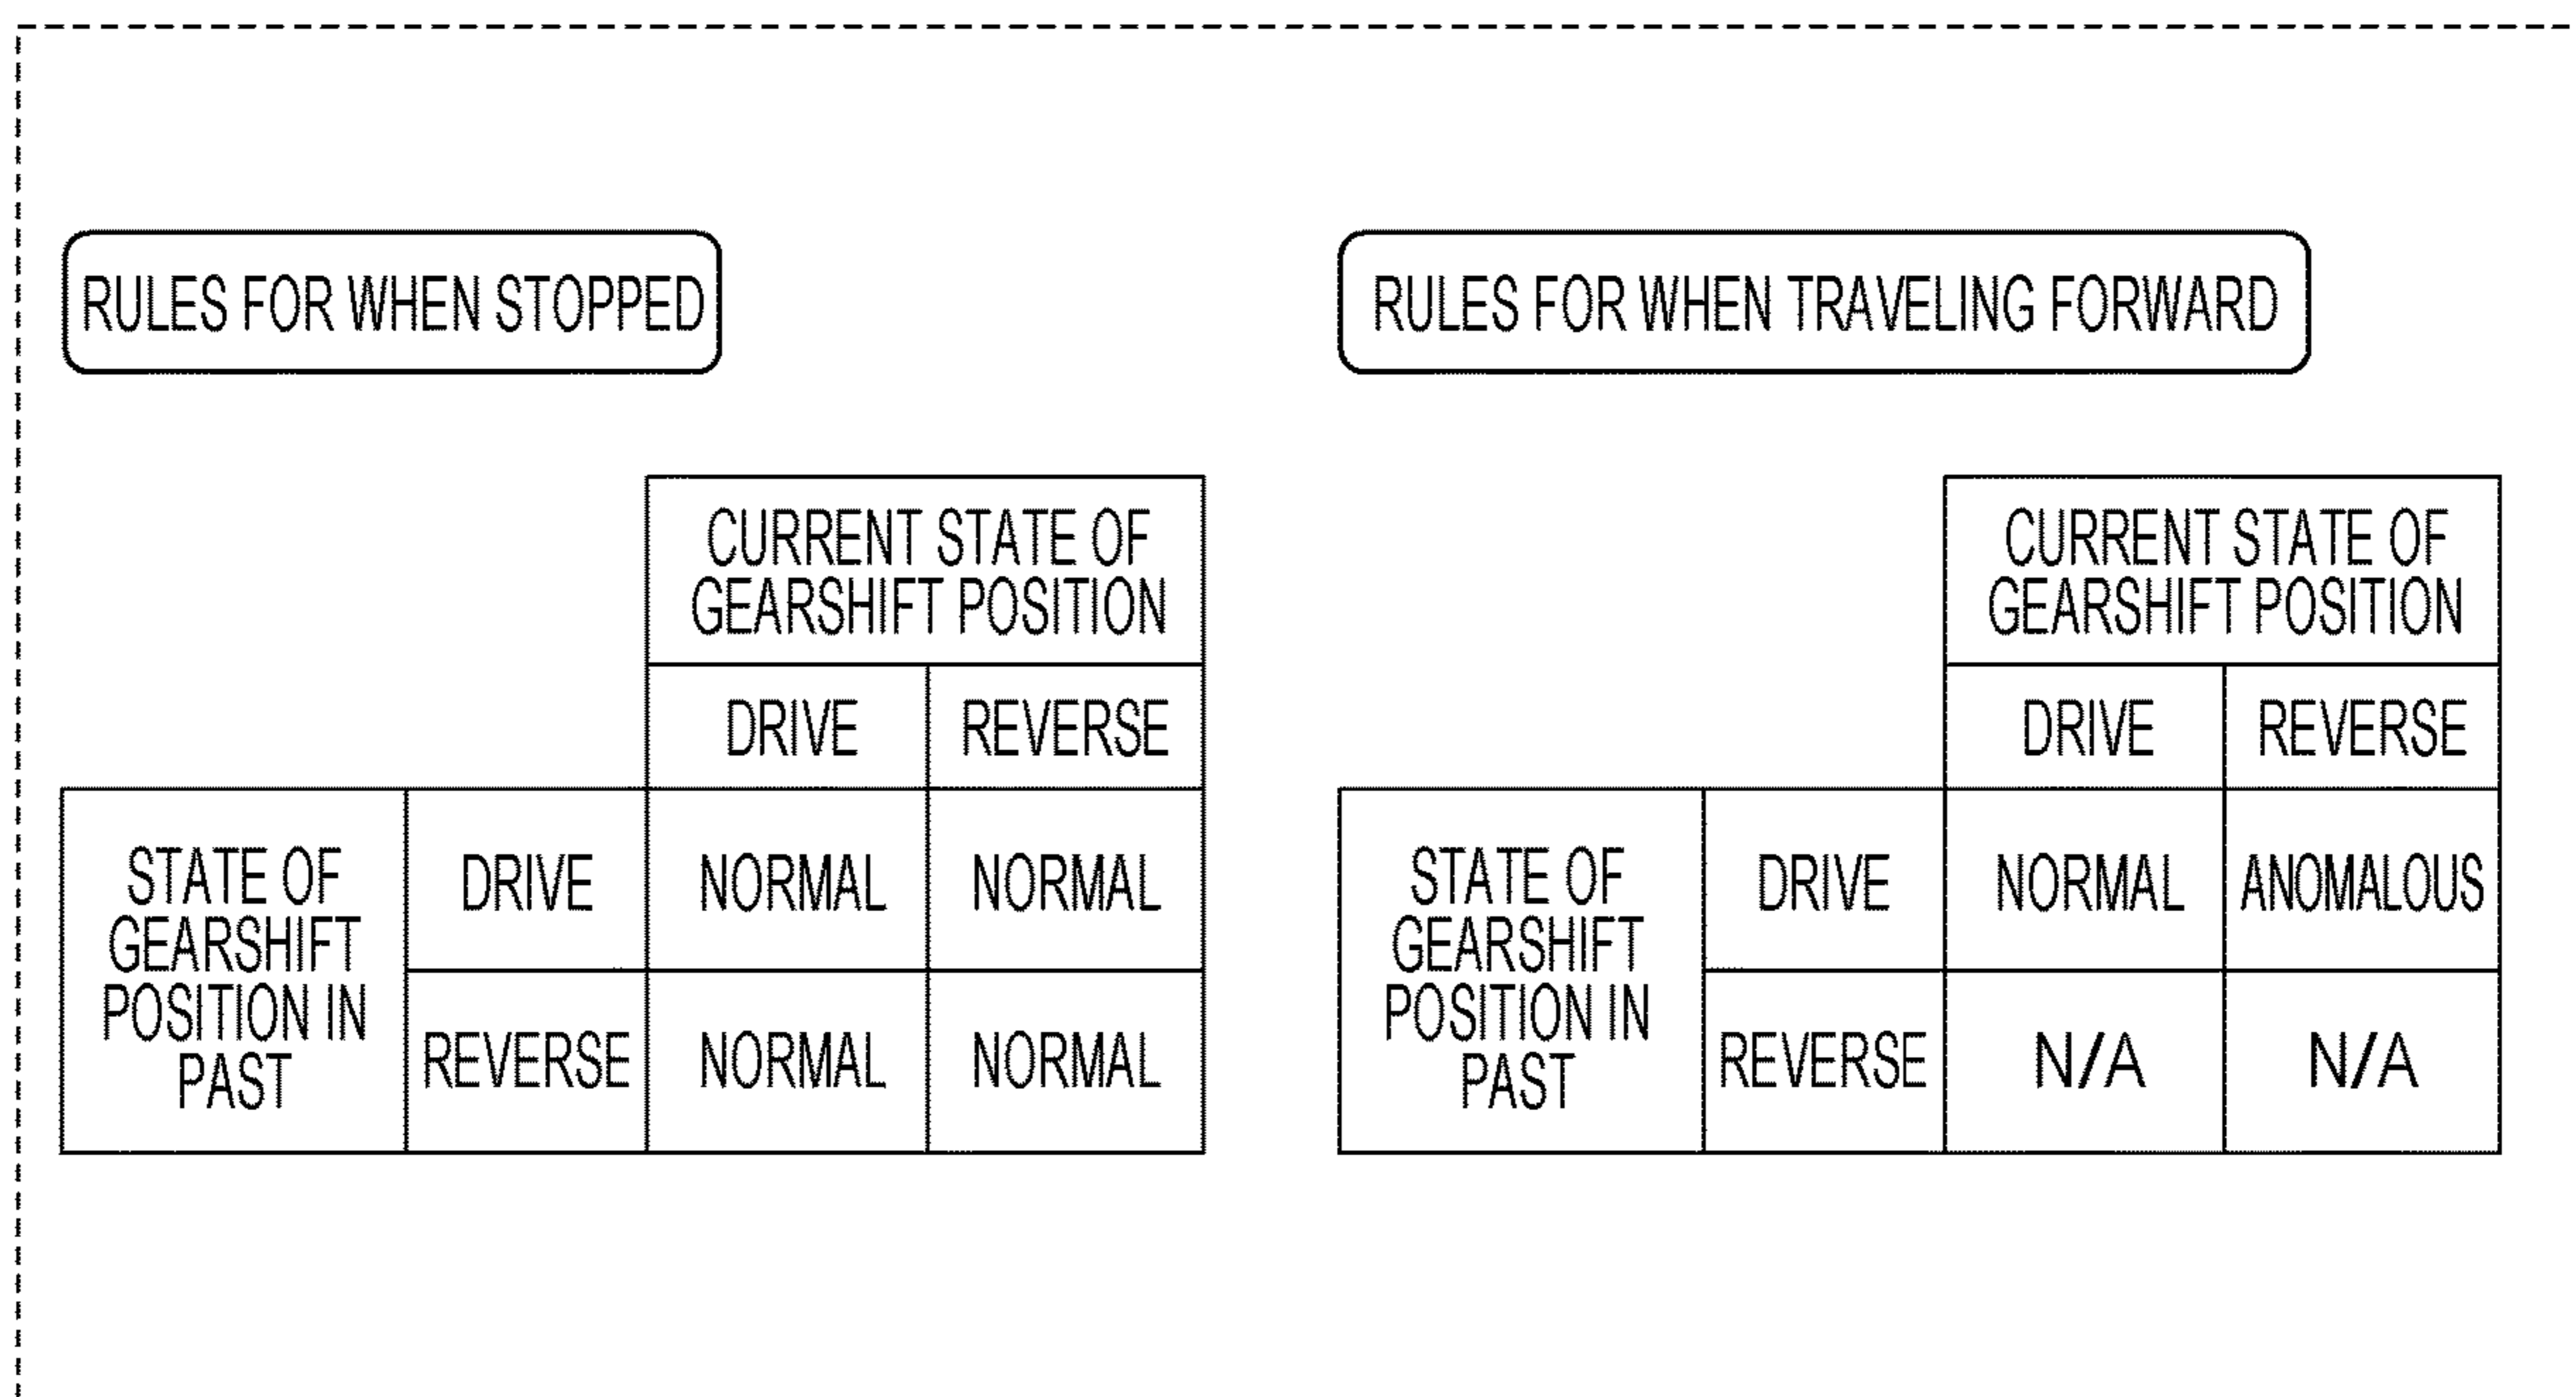 RULES FOR WHEN STOPPED
CURRENT STATE OF
GEARSHIFT POSITION
DRIVE REVERSE
STATE OF
GEARSHIFT
POSITION IN
PAST
DRIVE NORMAL NORMAL
REVERSE NORMAL NORMAL
RULES FOR WHEN TRAVELING FORWARD
CURRENT STATE OF
GEARSHIFT POSITION
DRIVE REVERSE
STATE OF
GEARSHIFT
POSITION IN
PAST
DRIVE NORMAL ANOMALOUS
REVERSE N/A N/A